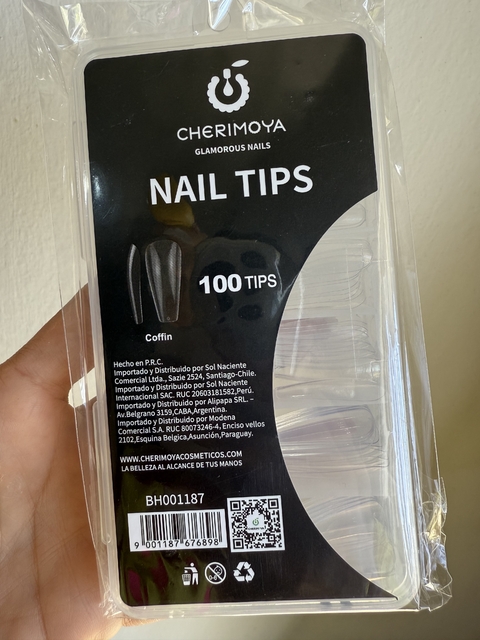 CHERIMOYA
GLAMOROUS NAILS
NAIL TIPS
100 TIPS
Coffin
Hecho en P.R.C.
Importado y Distribuido por Sol Naciente
Comercial Ltda., Sazie 2524, Santiago-Chile.
Importado y Distribuido por Sol Naciente
Internacional SAC. RUC 20603181582,Perú.
Importado y Distribuido por Alipapa SRL. –
Av.Belgrano 3159,CABA,Argentina.
Importado y Distribuido por Modena
Comercial S.A. RUC 80073246-4, Enciso vellos
2102,Esquina Belgica,Asunción,Paraguay.
WWW.CHERIMOYACOSMETICOS.COM
LA BELLEZA AL ALCANCE DE TUS MANOS
BH001187
9 001187 676898